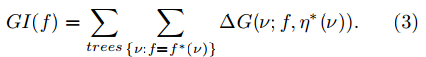 GI(f) = ∑_{trees} ∑_{{ν:f=f*(ν)}} ΔG(ν; f, η*(ν)). (3)